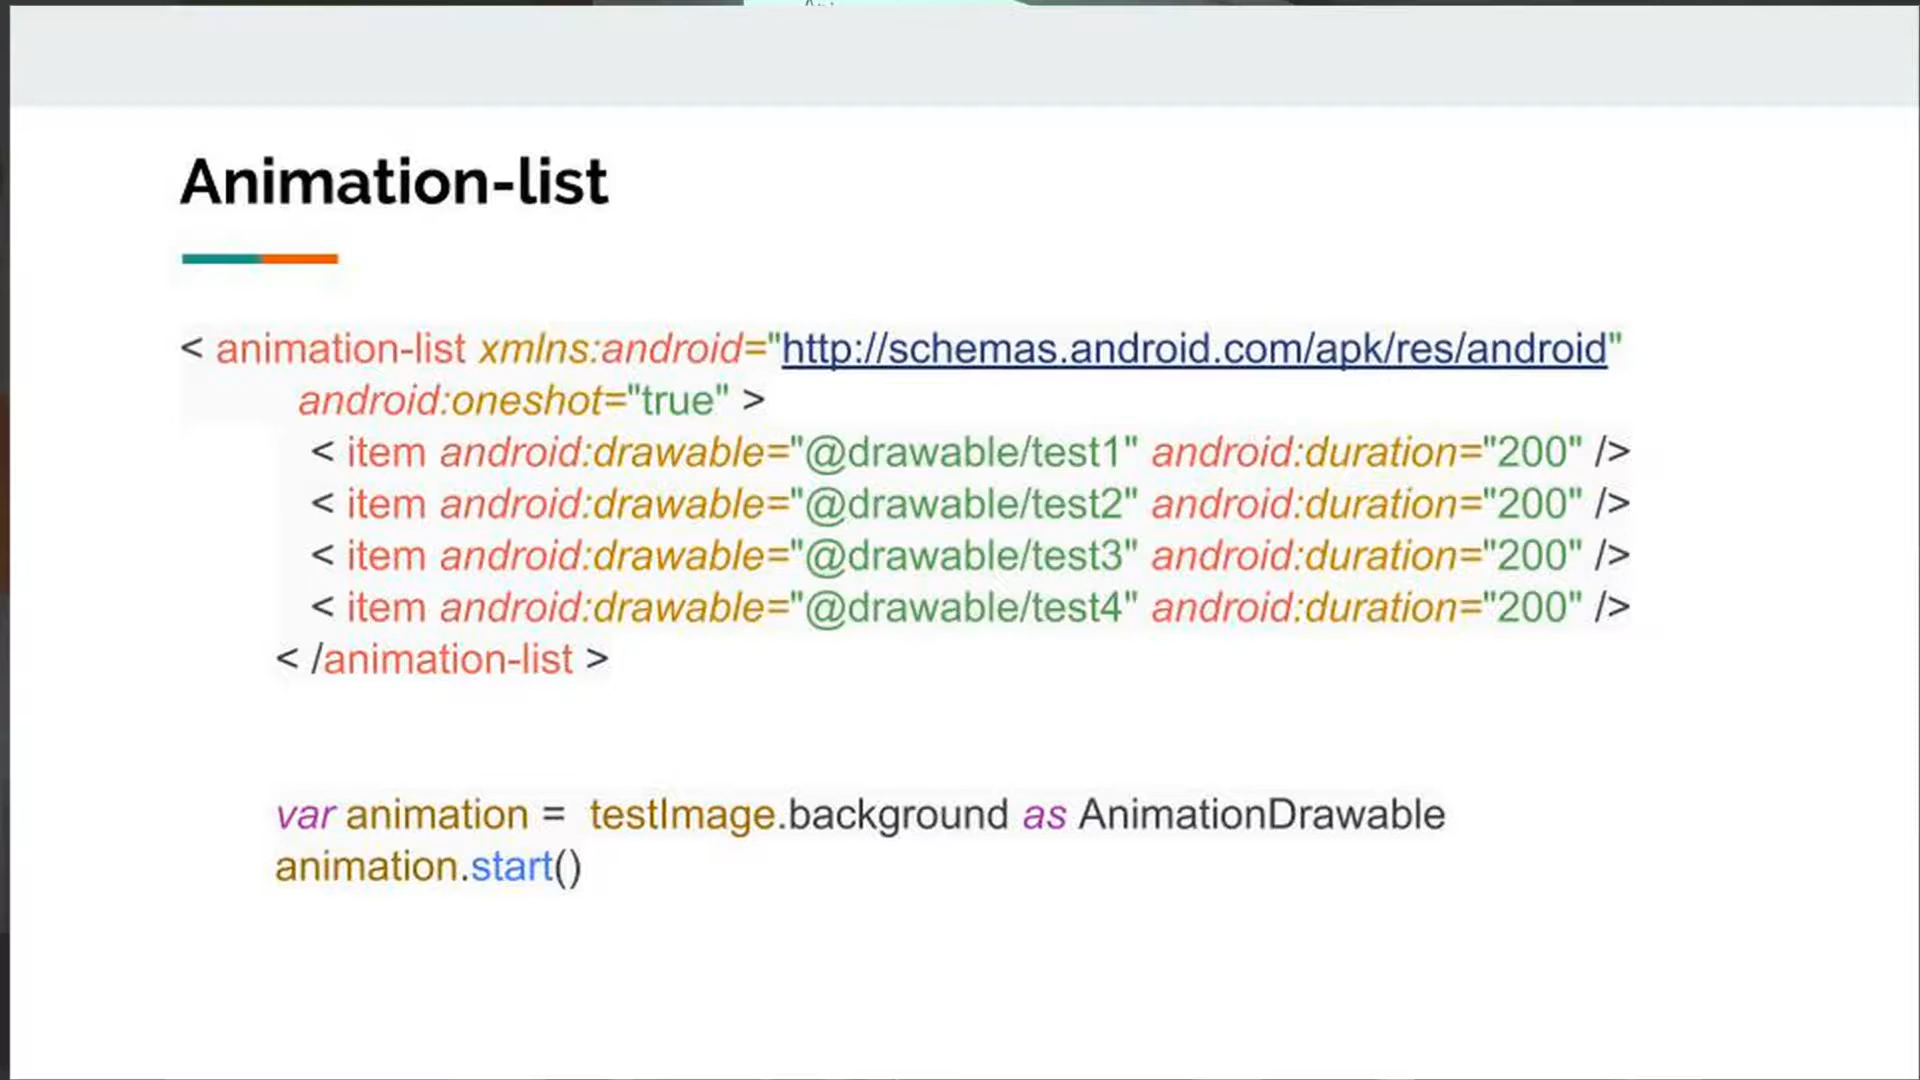 Animation-list
< animation-list xmlns:android="http://schemas.android.com/apk/res/android"
android:oneshot="true" >
< item android:drawable="@drawable/test1" android:duration="200" />
< item android:drawable="@drawable/test2" android:duration="200" />
< item android:drawable="@drawable/test3" android:duration="200" />
< item android:drawable="@drawable/test4" android:duration="200" />
< /animation-list >
var animation = testImage.background as AnimationDrawable
animation.start()